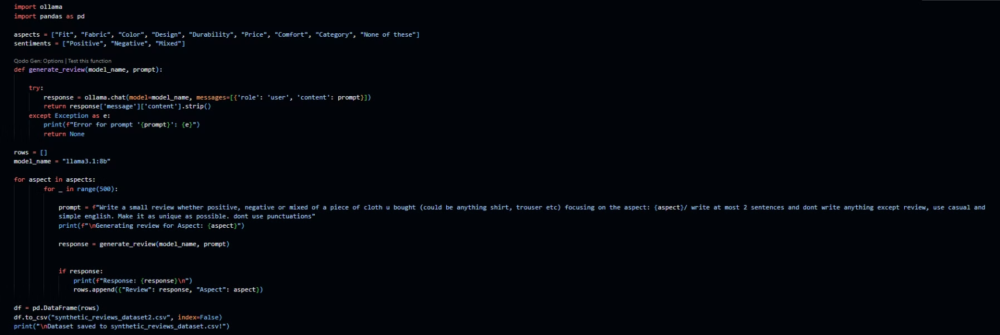 import ollama
import pandas as pd
aspects = ["Fit", "Fabric", "Color", "Design", "Durability", "Price", "Comfort", "Category", "None of these"]
sentiments = ["Positive", "Negative", "Mixed"]
Qodo Gen: Options | Test this function
def generate_review(model_name, prompt):
try:
response = ollama.chat(model=model_name, messages=[{'role': 'user', 'content': prompt}])
return response['message']['content'].strip()
except Exception as e:
print(f"Error for prompt '{prompt}': {e}")
return None
rows = []
model_name = "llama3.1:8b"
for aspect in aspects:
for _ in range(500):
prompt = f"Write a small review whether positive, negative or mixed of a piece of cloth u bought (could be anything shirt, trouser etc) focusing on the aspect: {aspect}/ write at most 2 sentences and dont write anything except review, use casual and
simple english. Make it as unique as possible. dont use punctuations"
print(f"\nGenerating review for Aspect: {aspect}")
response = generate_review(model_name, prompt)
if response:
print(f"Response: {response}\n")
rows.append({"Review": response, "Aspect": aspect})
df = pd.DataFrame(rows)
df.to_csv("synthetic_reviews_dataset2.csv", index=False)
print("\nDataset saved to synthetic_reviews_dataset.csv!")